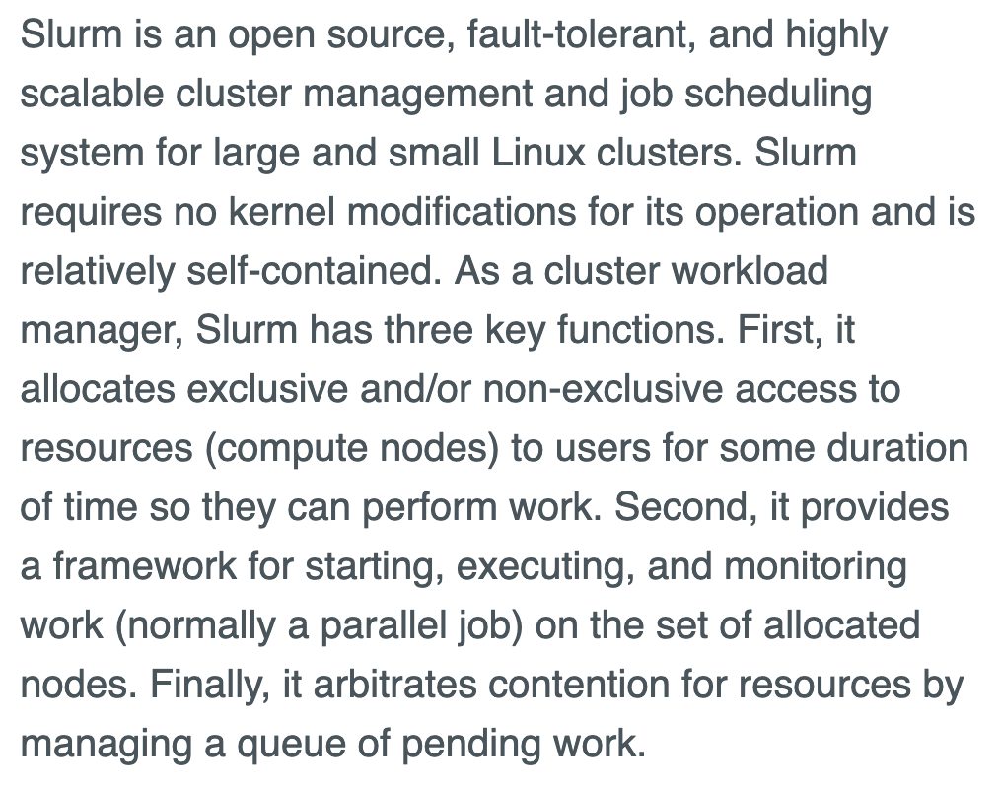 Slurm is an open source, fault-tolerant, and highly
scalable cluster management and job scheduling
system for large and small Linux clusters. Slurm
requires no kernel modifications for its operation and is
relatively self-contained. As a cluster workload
manager, Slurm has three key functions. First, it
allocates exclusive and/or non-exclusive access to
resources (compute nodes) to users for some duration
of time so they can perform work. Second, it provides
a framework for starting, executing, and monitoring
work (normally a parallel job) on the set of allocated
nodes. Finally, it arbitrates contention for resources by
managing a queue of pending work.